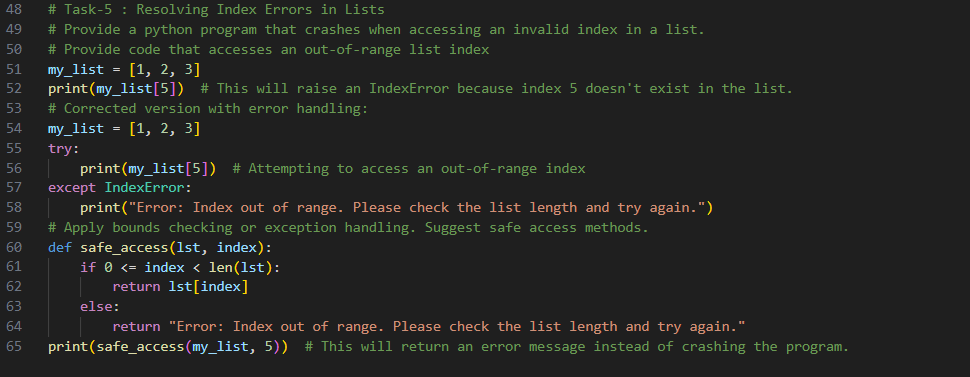 48 # Task-5 : Resolving Index Errors in Lists
49 # Provide a python program that crashes when accessing an invalid index in a list.
50 # Provide code that accesses an out-of-range list index
51 my_list = [1, 2, 3]
52 print(my_list[5])  # This will raise an IndexError because index 5 doesn't exist in the list.
53 # Corrected version with error handling:
54 my_list = [1, 2, 3]
55 try:
56     print(my_list[5])  # Attempting to access an out-of-range index
57 except IndexError:
58     print("Error: Index out of range. Please check the list length and try again.")
59 # Apply bounds checking or exception handling. Suggest safe access methods.
60 def safe_access(lst, index):
61     if 0 <= index < len(lst):
62         return lst[index]
63     else:
64         return "Error: Index out of range. Please check the list length and try again."
65 print(safe_access(my_list, 5))  # This will return an error message instead of crashing the program.